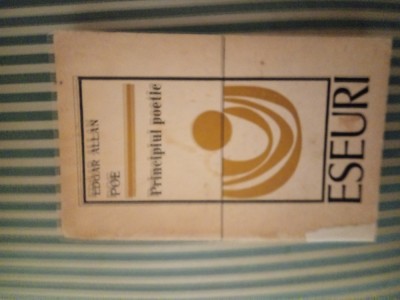 EDGAR ALLAN
POE
Principiul poetic
ESEURI